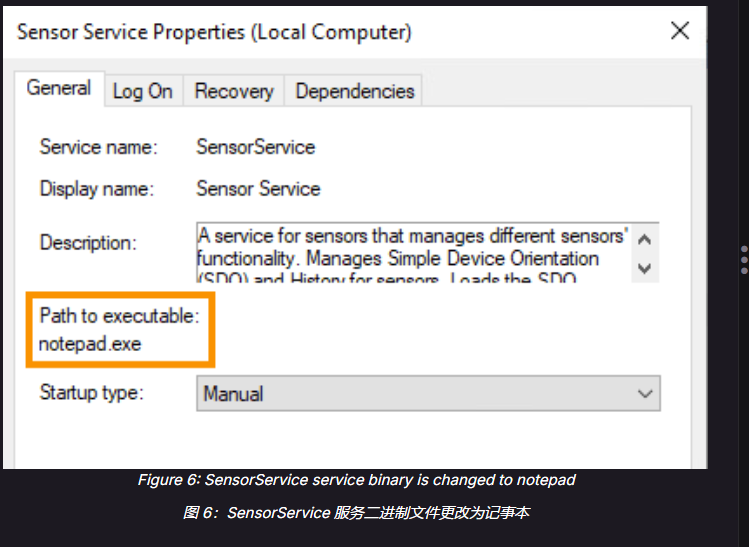 Sensor Service Properties (Local Computer)
General Log On Recovery Dependencies
Service name: SensorService
Display name: Sensor Service
Description: A service for sensors that manages different sensors'
functionality. Manages Simple Device Orientation
(SDO) and History for sensors. Loads the SDO
Path to executable:
notepad.exe
Startup type: Manual
Figure 6: SensorService service binary is changed to notepad
图 6：SensorService 服务二进制文件更改为记事本